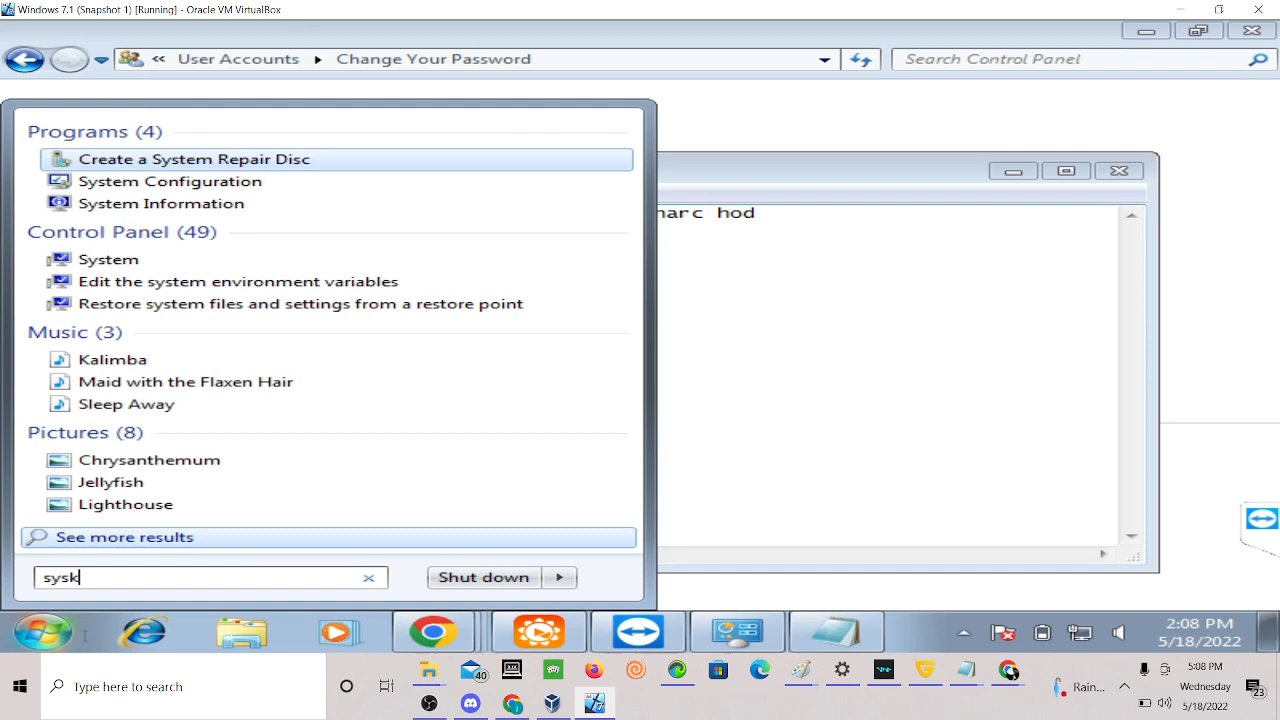 Windows 7.1 (Snapshot 1) [Running] - Oracle VM VirtualBox
« User Accounts ▸ Change Your Password
Search Control Panel
Programs (4)
Create a System Repair Disc
System Configuration
System Information
Control Panel (49)
System
Edit the system environment variables
Restore system files and settings from a restore point
Music (3)
Kalimba
Maid with the Flaxen Hair
Sleep Away
Pictures (8)
Chrysanthemum
Jellyfish
Lighthouse
See more results
sysk
Shut down
hod
2:08 PM
5/18/2022
Type here to search
40
Rain...
5:08 PM
Wednesday
5/18/2022
23